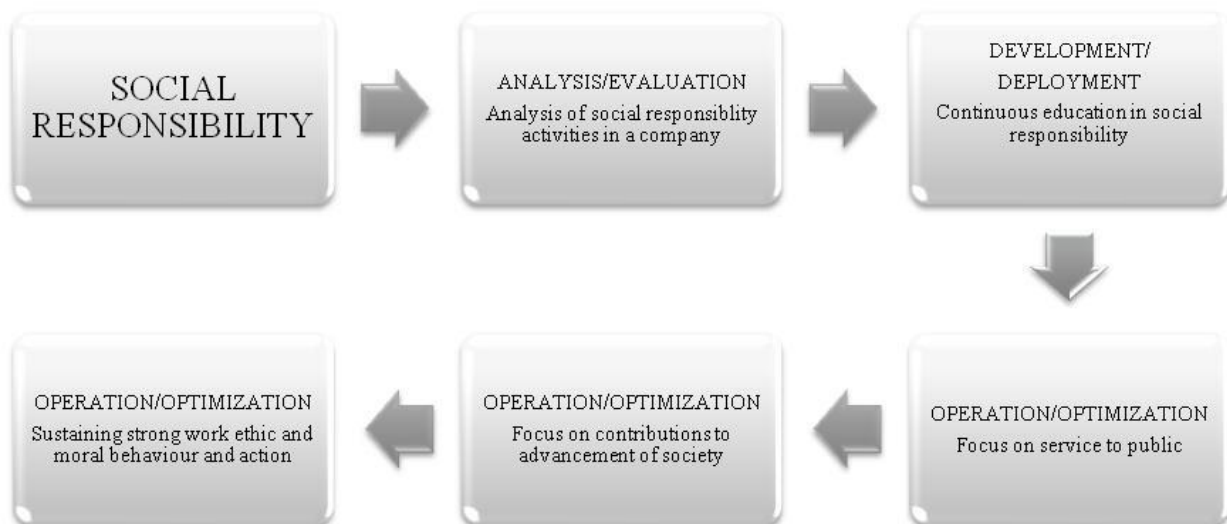 SOCIAL
RESPONSIBILITY
ANALYSIS/EVALUATION
Analysis of social responsiblity
activities in a company
DEVELOPMENT/
DEPLOYMENT
Continuous education in social
responsibility
OPERATION/OPTIMIZATION
Focus on service to public
OPERATION/OPTIMIZATION
Focus on contributions to
advancement of society
OPERATION/OPTIMIZATION
Sustaining strong work ethic and
moral behaviour and action